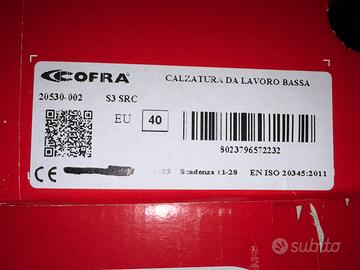 COFRA
CALZATURA DA LAVORO BASSA
20530-002 S3 SRC
EU 40
8023796572232
CE Scadenza 11-28 EN ISO 20345:2011
subito